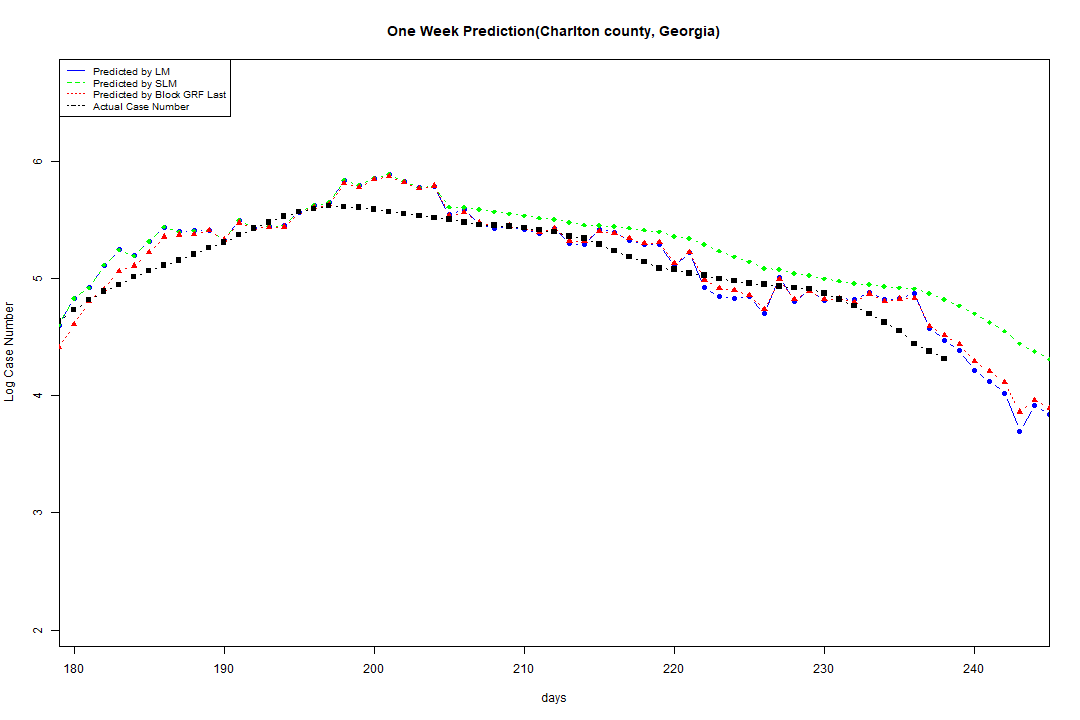 One Week Prediction(Charlton county, Georgia)
Predicted by LM
Predicted by SLM
Predicted by Block GRF Last
Actual Case Number
6
5
4
3
2
Log Case Number
180 190 200 210 220 230 240
days